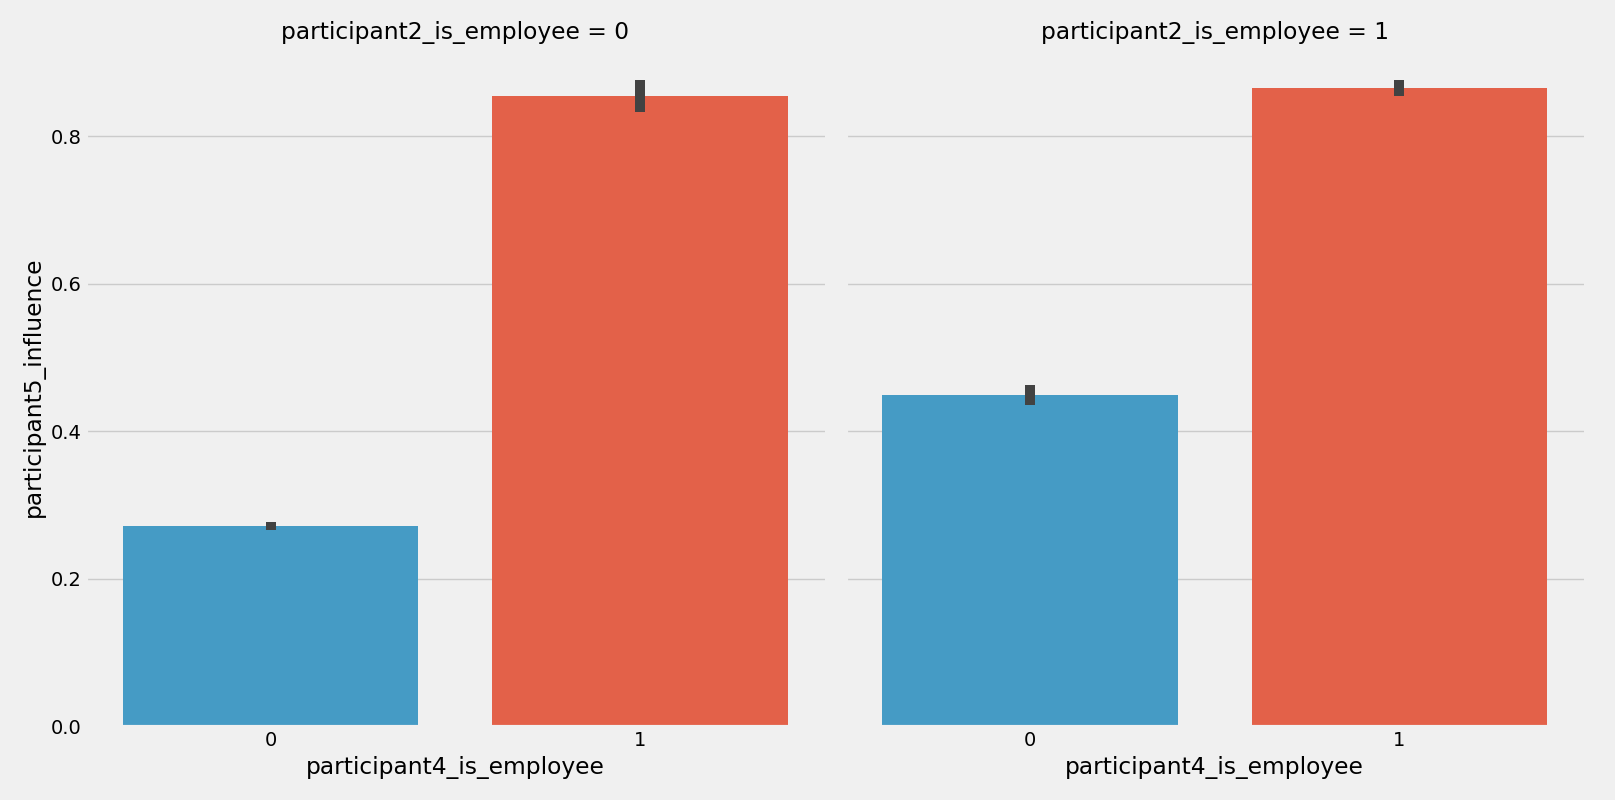 participant2_is_employee = 0
participant2_is_employee = 1
participant5_influence
0.8
0.6
0.4
0.2
0.0
0
1
0
1
participant4_is_employee
participant4_is_employee